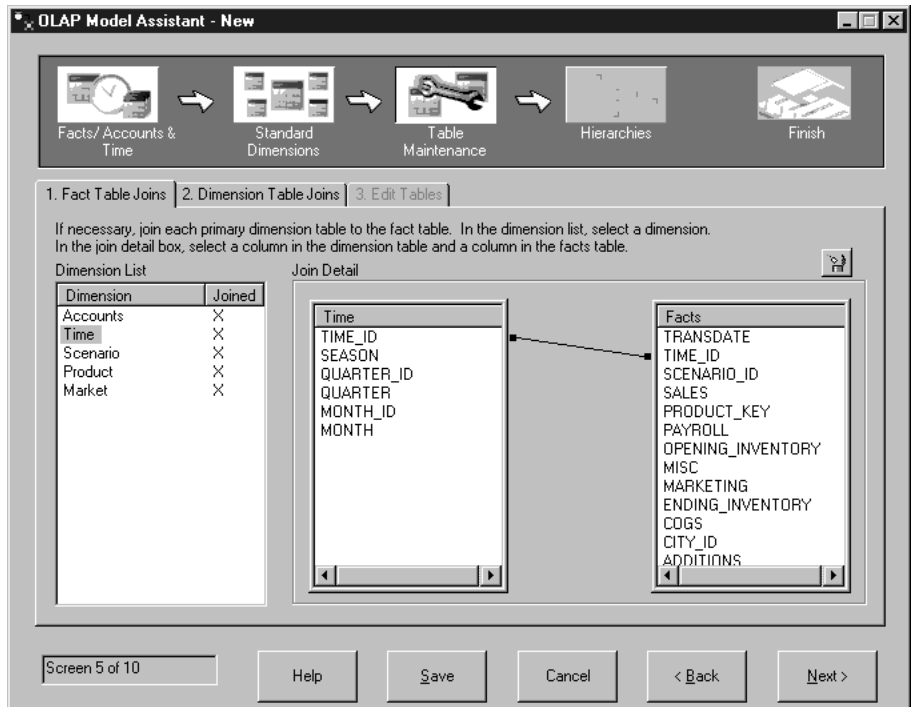 OLAP Model Assistant - New
Facts/ Accounts & Time
Standard Dimensions
Table Maintenance
Hierarchies
Finish
1. Fact Table Joins
2. Dimension Table Joins
3. Edit Tables
If necessary, join each primary dimension table to the fact table. In the dimension list, select a dimension.
In the join detail box, select a column in the dimension table and a column in the facts table.
Dimension List
Dimension Joined
Accounts X
Time X
Scenario X
Product X
Market X
Join Detail
Time
TIME_ID
SEASON
QUARTER_ID
QUARTER
MONTH_ID
MONTH
Facts
TRANSDATE
TIME_ID
SCENARIO_ID
SALES
PRODUCT_KEY
PAYROLL
OPENING_INVENTORY
MISC
MARKETING
ENDING_INVENTORY
COGS
CITY_ID
ADDITIONS
Screen 5 of 10
Help
Save
Cancel
< Back
Next >